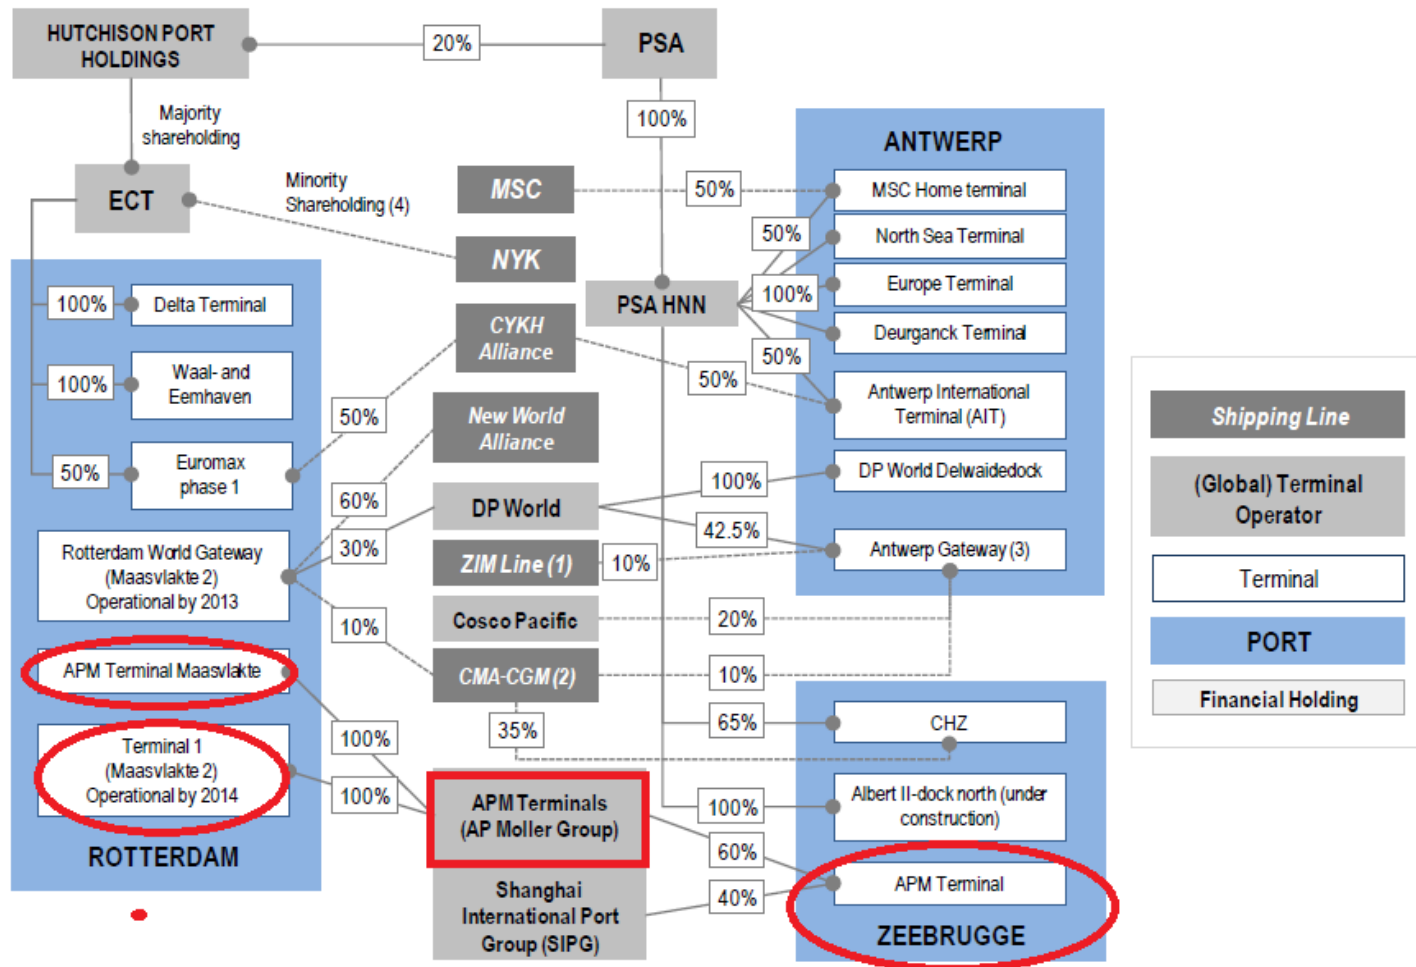 HUTCHISON PORT
HOLDINGS
20%
PSA
Majority
shareholding
100%
ECT
Minority
Shareholding (4)
MSC
NYK
CYKH
Alliance
New World
Alliance
DP World
ZIM Line (1)
Cosco Pacific
CMA-CGM (2)
APM Terminals
(AP Moller Group)
Shanghai
International Port
Group (SIPG)
PSA HNN
100%
Delta Terminal
100%
Waal- and
Eemhaven
50%
Euromax
phase 1
50%
60%
30%
10%
Rotterdam World Gateway
(Maasvlakte 2)
Operational by 2013
APM Terminal Maasvlakte
Terminal 1
(Maasvlakte 2)
Operational by 2014
100%
100%
ROTTERDAM
ANTWERP
50%
MSC Home terminal
50%
North Sea Terminal
100%
Europe Terminal
Deurganck Terminal
50%
50%
Antwerp International
Terminal (AIT)
100%
DP World Delwaidedock
42.5%
10%
Antwerp Gateway (3)
20%
10%
35%
65%
CHZ
100%
Albert II-dock north (under
construction)
60%
40%
APM Terminal
ZEEBRUGGE
Shipping Line
(Global) Terminal
Operator
Terminal
PORT
Financial Holding